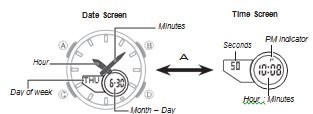 Date Screen
Time Screen
Minutes
PM indicator
Seconds
A
B
A
Hour
THU
6-30
P
50
10:08
Day of week
C
D
Hour : Minutes
Month – Day